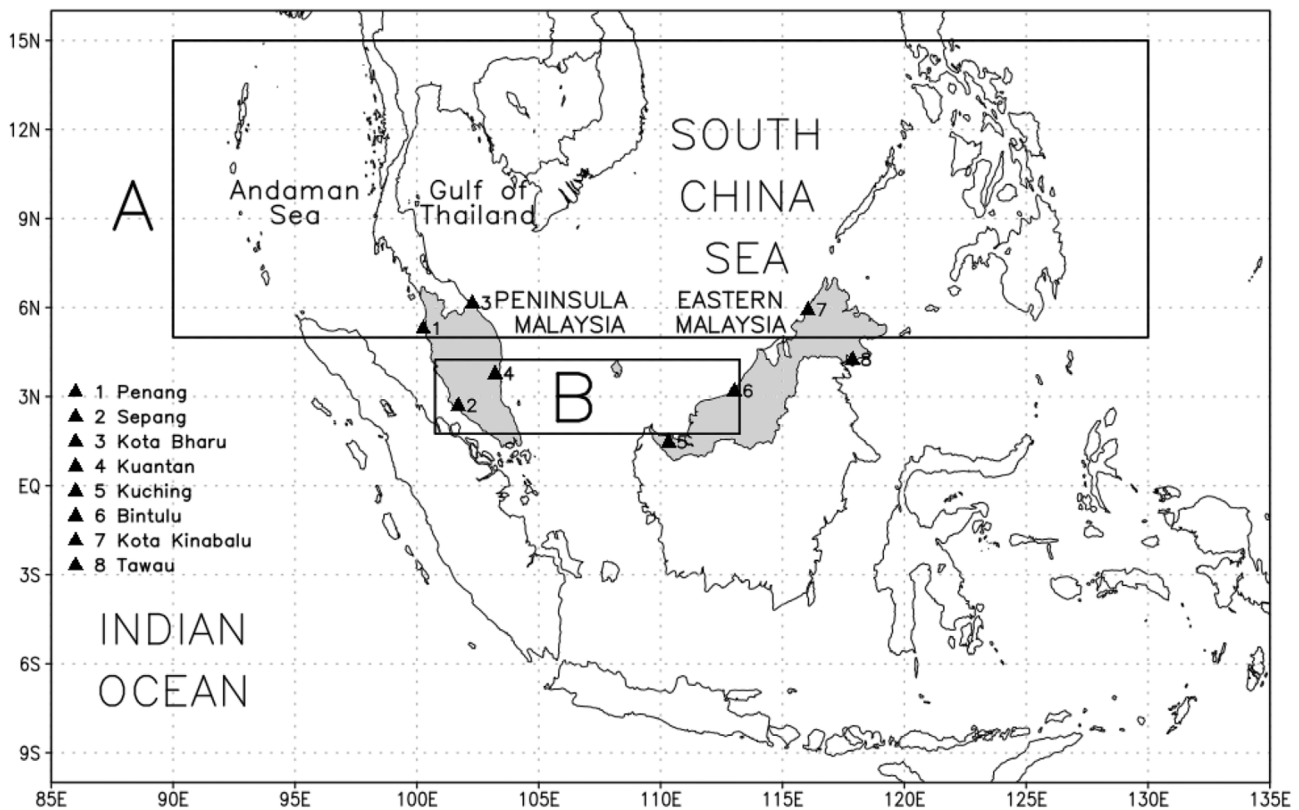 15N
12N
9N
6N
3N
EQ
3S
6S
9S
85E 90E 95E 100E 105E 110E 115E 120E 125E 130E 135E
A
Andaman
Sea
Gulf of
Thailand
SOUTH
CHINA
SEA
PENINSULA
MALAYSIA
EASTERN
MALAYSIA
3
1
7
4
2
B
6
8
5
1 Penang
2 Sepang
3 Kota Bharu
4 Kuantan
5 Kuching
6 Bintulu
7 Kota Kinabalu
8 Tawau
INDIAN
OCEAN